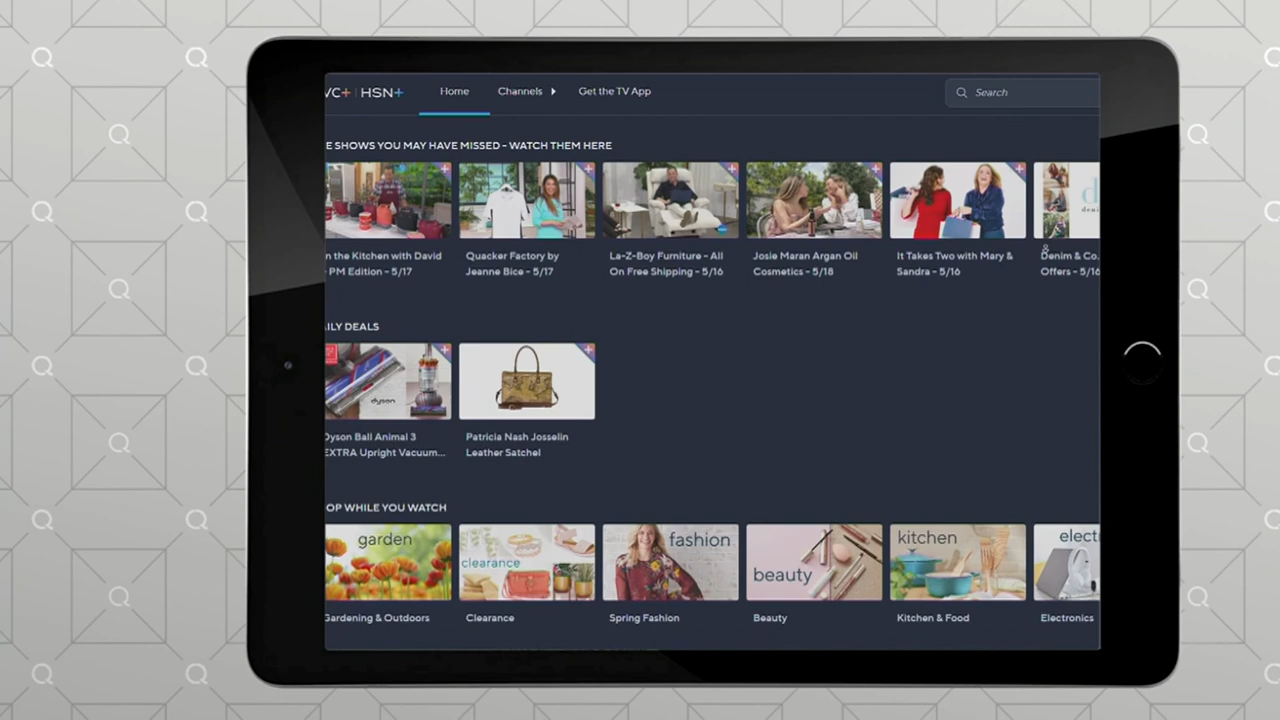 VC+ | HSN+
Home
Channels
Get the TV App
Search
E SHOWS YOU MAY HAVE MISSED - WATCH THEM HERE
n the Kitchen with David
PM Edition - 5/17
Quacker Factory by
Jeanne Bice - 5/17
La-Z-Boy Furniture - All
On Free Shipping - 5/16
Josie Maran Argan Oil
Cosmetics - 5/18
It Takes Two with Mary &
Sandra - 5/16
d
deni
&
Denim & Co.
Offers - 5/16
ILY DEALS
dyson
Dyson Ball Animal 3
EXTRA Upright Vacuum...
Patricia Nash Josselin
Leather Satchel
OP WHILE YOU WATCH
garden
clearance
fashion
beauty
kitchen
elect
Gardening & Outdoors
Clearance
Spring Fashion
Beauty
Kitchen & Food
Electronics